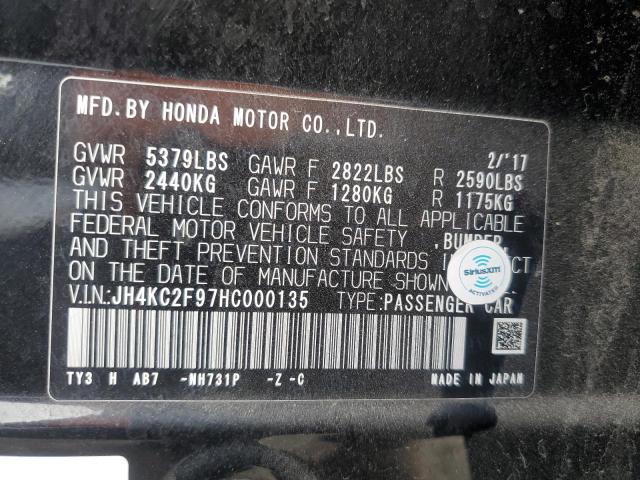 MFD. BY HONDA MOTOR CO., LTD.
2/'17
GVWR 5379LBS GAWR F 2822LBS R 2590LBS
GVWR 2440KG GAWR F 1280KG R 1175KG
THIS VEHICLE CONFORMS TO ALL APPLICABLE
FEDERAL MOTOR VEHICLE SAFETY, BUMPER,
AND THEFT PREVENTION STANDARDS IN
ON THE DATE OF MANUFACTURE SHOWN
V.I.N:JH4KC2F97HC000135 TYPE:PASSENGER CAR
SiriusXM
TY3 H AB7 -NH731P -Z -C MADE IN JAPAN